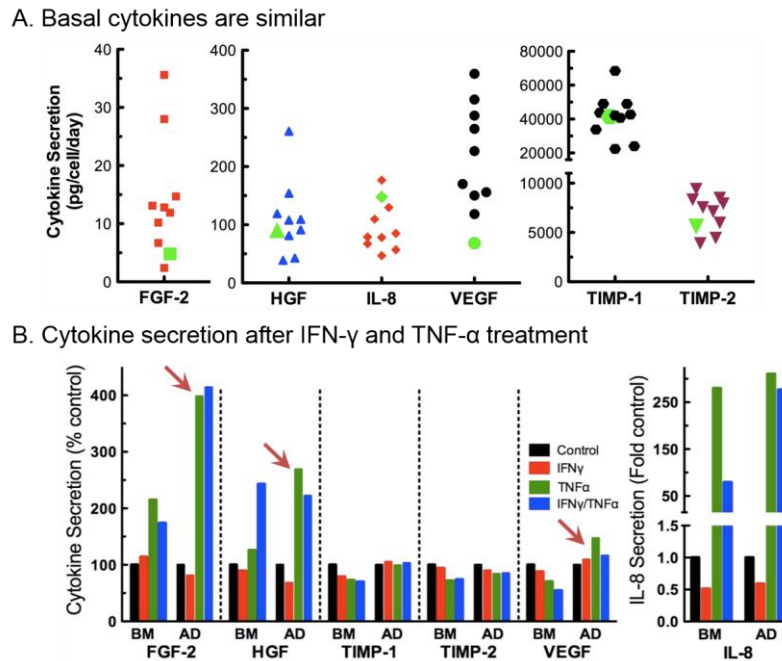 A. Basal cytokines are similar
Cytokine Secretion
(pg/cell/day)
40
30
20
10
0
FGF-2
400
300
200
100
0
HGF IL-8 VEGF
80000
60000
40000
20000
10000
5000
0
TIMP-1 TIMP-2
B. Cytokine secretion after IFN-γ and TNF-α treatment
Cytokine Secretion (% control)
400
300
200
100
0
Control
IFNγ
TNFα
IFNγ/TNFα
BM AD BM AD BM AD BM AD BM AD
FGF-2 HGF TIMP-1 TIMP-2 VEGF
IL-8 Secretion (Fold control)
250
150
50
1.5
1.0
0.5
0.0
BM AD
IL-8